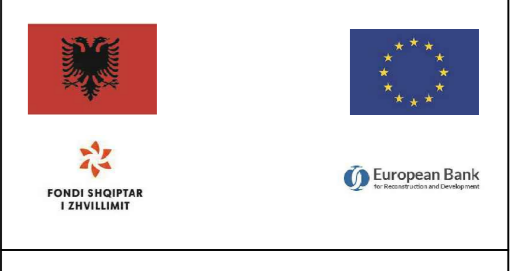 FONDI SHQIPTAR
I ZHVILLIMIT
European Bank
for Reconstruction and Development